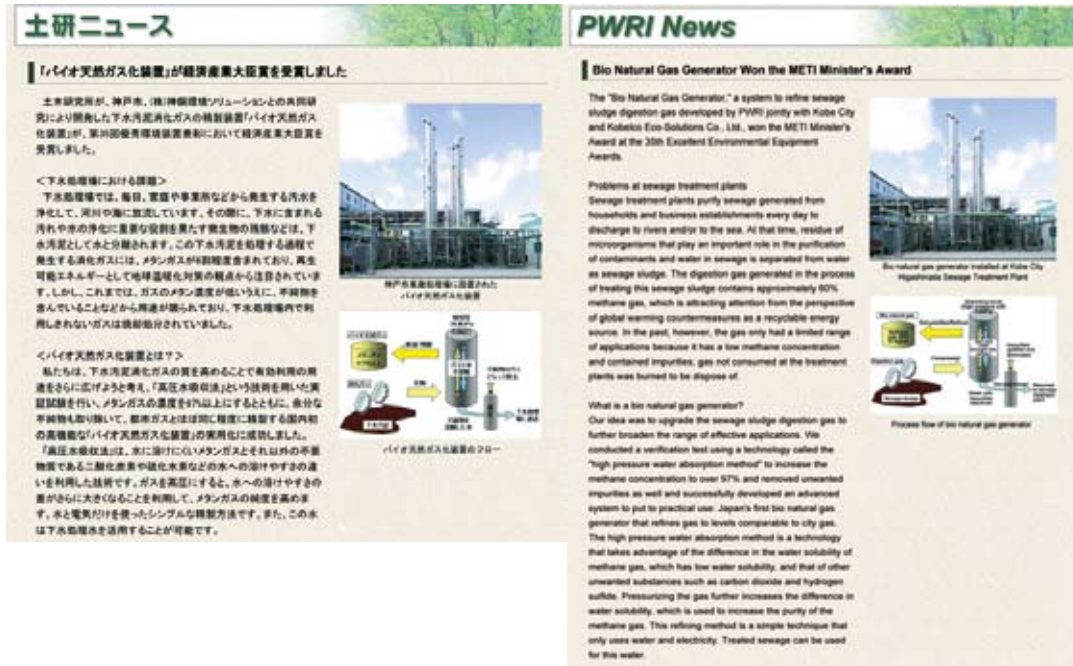 土研ニュース
「バイオ天然ガス化装置」が経済産業大臣賞を受賞しました
土木研究所が、神戸市、(株)神鋼環境ソリューションとの共同研
究により開発した下水汚泥消化ガスの精製装置「バイオ天然ガス
化装置」が、第35回優秀環境装置表彰において経済産業大臣賞を
受賞しました。
<下水処理場における課題>
下水処理場では、毎日、家庭や事業所などから発生する汚水を
浄化して、河川や海に放流しています。その際に、下水に含まれる
汚れや水の浄化に重要な役割を果たす微生物の残骸などは、下
水汚泥として水と分離されます。この下水汚泥を処理する過程で
発生する消化ガスには、メタンガスが6割程度含まれており、再生
可能エネルギーとして地球温暖化対策の観点から注目されていま
す。しかし、これまでは、ガスのメタン濃度が低いうえに、不純物を
含んでいることなどから用途が限られており、下水処理場内で利
用しきれないガスは焼却処分されていました。
<バイオ天然ガス化装置とは?>
私たちは、下水汚泥消化ガスの質を高めることで有効利用の用
途をさらに広げようと考え、「高圧水吸収法」という技術を用いた実
証試験を行い、メタンガスの濃度を97%以上にするとともに、余分な
不純物も取り除いて、都市ガスとほぼ同じ程度に精製する国内初
の高機能な「バイオ天然ガス化装置」の実用化に成功しました。
「高圧水吸収法」は、水に溶けにくいメタンガスとそれ以外の不要
物質である二酸化炭素や硫化水素などの水への溶けやすさの違
いを利用した技術です。ガスを高圧にすると、水への溶けやすさの
差がさらに大きくなることを利用して、メタンガスの純度を高めま
す。水と電気だけを使ったシンプルな精製方法です。また、この水
は下水処理水を活用することが可能です。
神戸市東灘処理場に設置された
バイオ天然ガス化装置
バイオ天然ガス化装置のフロー
PWRI News
Bio Natural Gas Generator Won the METI Minister's Award
The "Bio Natural Gas Generator," a system to refine sewage
sludge digestion gas developed by PWRI jointly with Kobe City
and Kobelco Eco-Solutions Co., Ltd., won the METI Minister's
Award at the 35th Excellent Environmental Equipment
Awards.
Problems at sewage treatment plants
Sewage treatment plants purify sewage generated from
households and business establishments every day to
discharge to rivers and/or to the sea. At that time, residue of
microorganisms that play an important role in the purification
of contaminants and water in sewage is separated from water
as sewage sludge. The digestion gas generated in the process
of treating this sewage sludge contains approximately 60%
methane gas, which is attracting attention from the perspective
of global warming countermeasures as a recyclable energy
source. In the past, however, the gas only had a limited range
of applications because it has a low methane concentration
and contained impurities, gas not consumed at the treatment
plants was burned to be dispose of.
What is a bio natural gas generator?
Our idea was to upgrade the sewage sludge digestion gas to
further broaden the range of effective applications. We
conducted a verification test using a technology called the
"high pressure water absorption method" to increase the
methane concentration to over 97% and removed unwanted
impurities as well and successfully developed an advanced
system to put to practical use: Japan's first bio natural gas
generator that refines gas to levels comparable to city gas.
The high pressure water absorption method is a technology
that takes advantage of the difference in the water solubility of
methane gas, which has low water solubility, and that of other
unwanted substances such as carbon dioxide and hydrogen
sulfide. Pressurizing the gas further increases the difference in
water solubility, which is used to increase the purity of the
methane gas. This refining method is a simple technique that
only uses water and electricity. Treated sewage can be used
for this water.
Bio natural gas generator installed at Kobe City
Higashinada Sewage Treatment Plant
Bio natural gas
Process flow of bio natural gas generator